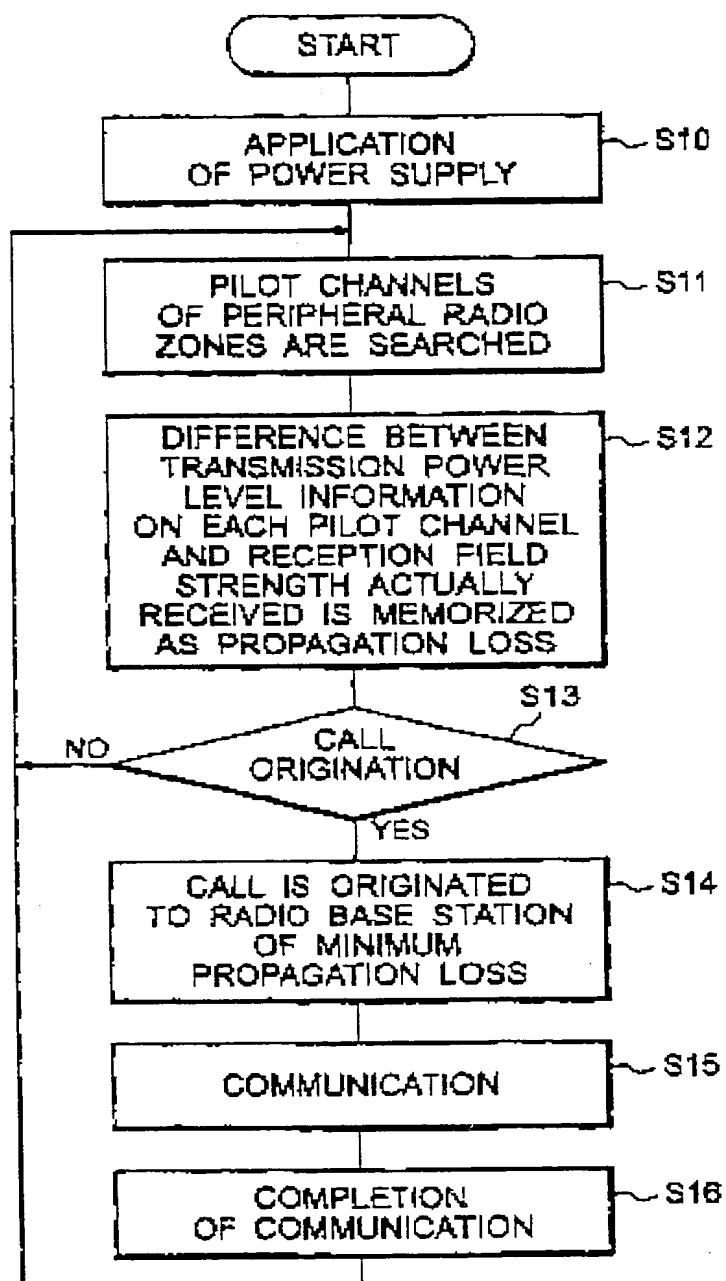 START
APPLICATION
OF POWER SUPPLY
S10
PILOT CHANNELS
OF PERIPHERAL RADIO
ZONES ARE SEARCHED
S11
DIFFERENCE BETWEEN
TRANSMISSION POWER
LEVEL INFORMATION
ON EACH PILOT CHANNEL
AND RECEPTION FIELD
STRENGTH ACTUALLY
RECEIVED IS MEMORIZED
AS PROPAGATION LOSS
S12
S13
NO
CALL
ORIGINATION
YES
CALL IS ORIGINATED
TO RADIO BASE STATION
OF MINIMUM
PROPAGATION LOSS
S14
COMMUNICATION
S15
COMPLETION
OF COMMUNICATION
S16